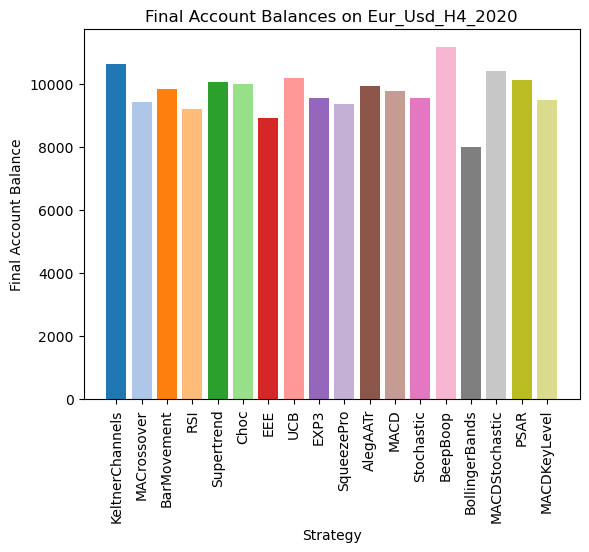 Final Account Balances on Eur_Usd_H4_2020
Final Account Balance
10000
8000
6000
4000
2000
0
KeltnerChannels
MACrossover
BarMovement
RSI
Supertrend
Choc
EEE
UCB
EXP3
SqueezePro
AlegAATr
MACD
Stochastic
BeepBoop
BollingerBands
MACDStochastic
PSAR
MACDKeyLevel
Strategy